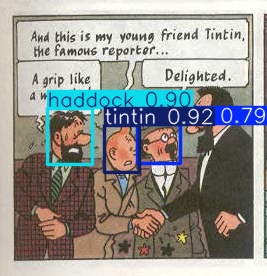 And this is my young friend Tintin,
the famous reporter...
A grip like
Delighted.
haddock 0.90
tintin 0.92 0.79